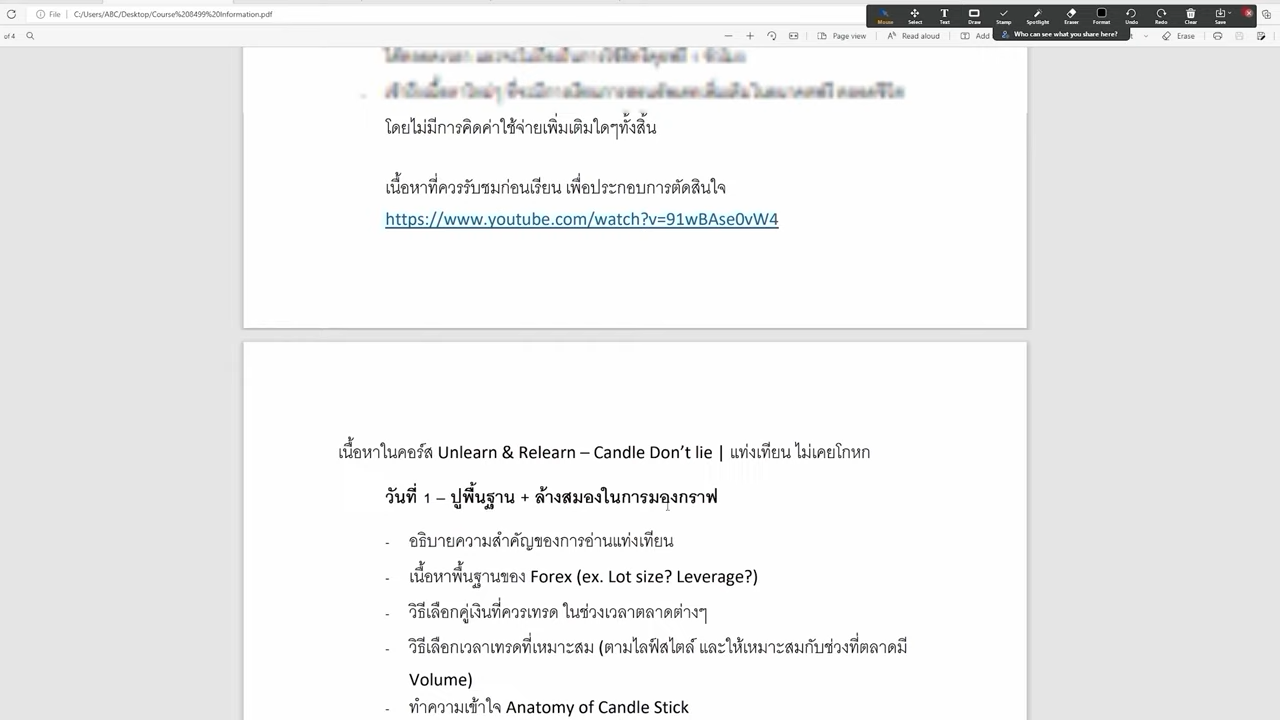 File
C:/Users/ABC/Desktop/Course%208499%20Information.pdf
Mouse Select Text Draw Stamp Spotlight Eraser Format Undo Redo Clear Save
Who can see what you share here?
of 4
Page view
Read aloud
Add
Erase
โดยไม่มีการคิดค่าใช้จ่ายเพิ่มเติมใดๆทั้งสิ้น
เนื้อหาที่ควรรับชมก่อนเรียน เพื่อประกอบการตัดสินใจ
https://www.youtube.com/watch?v=91wBAse0vW4
เนื้อหาในคอร์ส Unlearn & Relearn – Candle Don’t lie | แท่งเทียน ไม่เคยโกหก
วันที่ 1 – ปูพื้นฐาน + ล้างสมองในการมองกราฟ
- อธิบายความสำคัญของการอ่านแท่งเทียน
- เนื้อหาพื้นฐานของ Forex (ex. Lot size? Leverage?)
- วิธีเลือกคู่เงินที่ควรเทรด ในช่วงเวลาตลาดต่างๆ
- วิธีเลือกเวลาเทรดที่เหมาะสม (ตามไลฟ์สไตล์ และให้เหมาะสมกับช่วงที่ตลาดมี
Volume)
- ทำความเข้าใจ Anatomy of Candle Stick